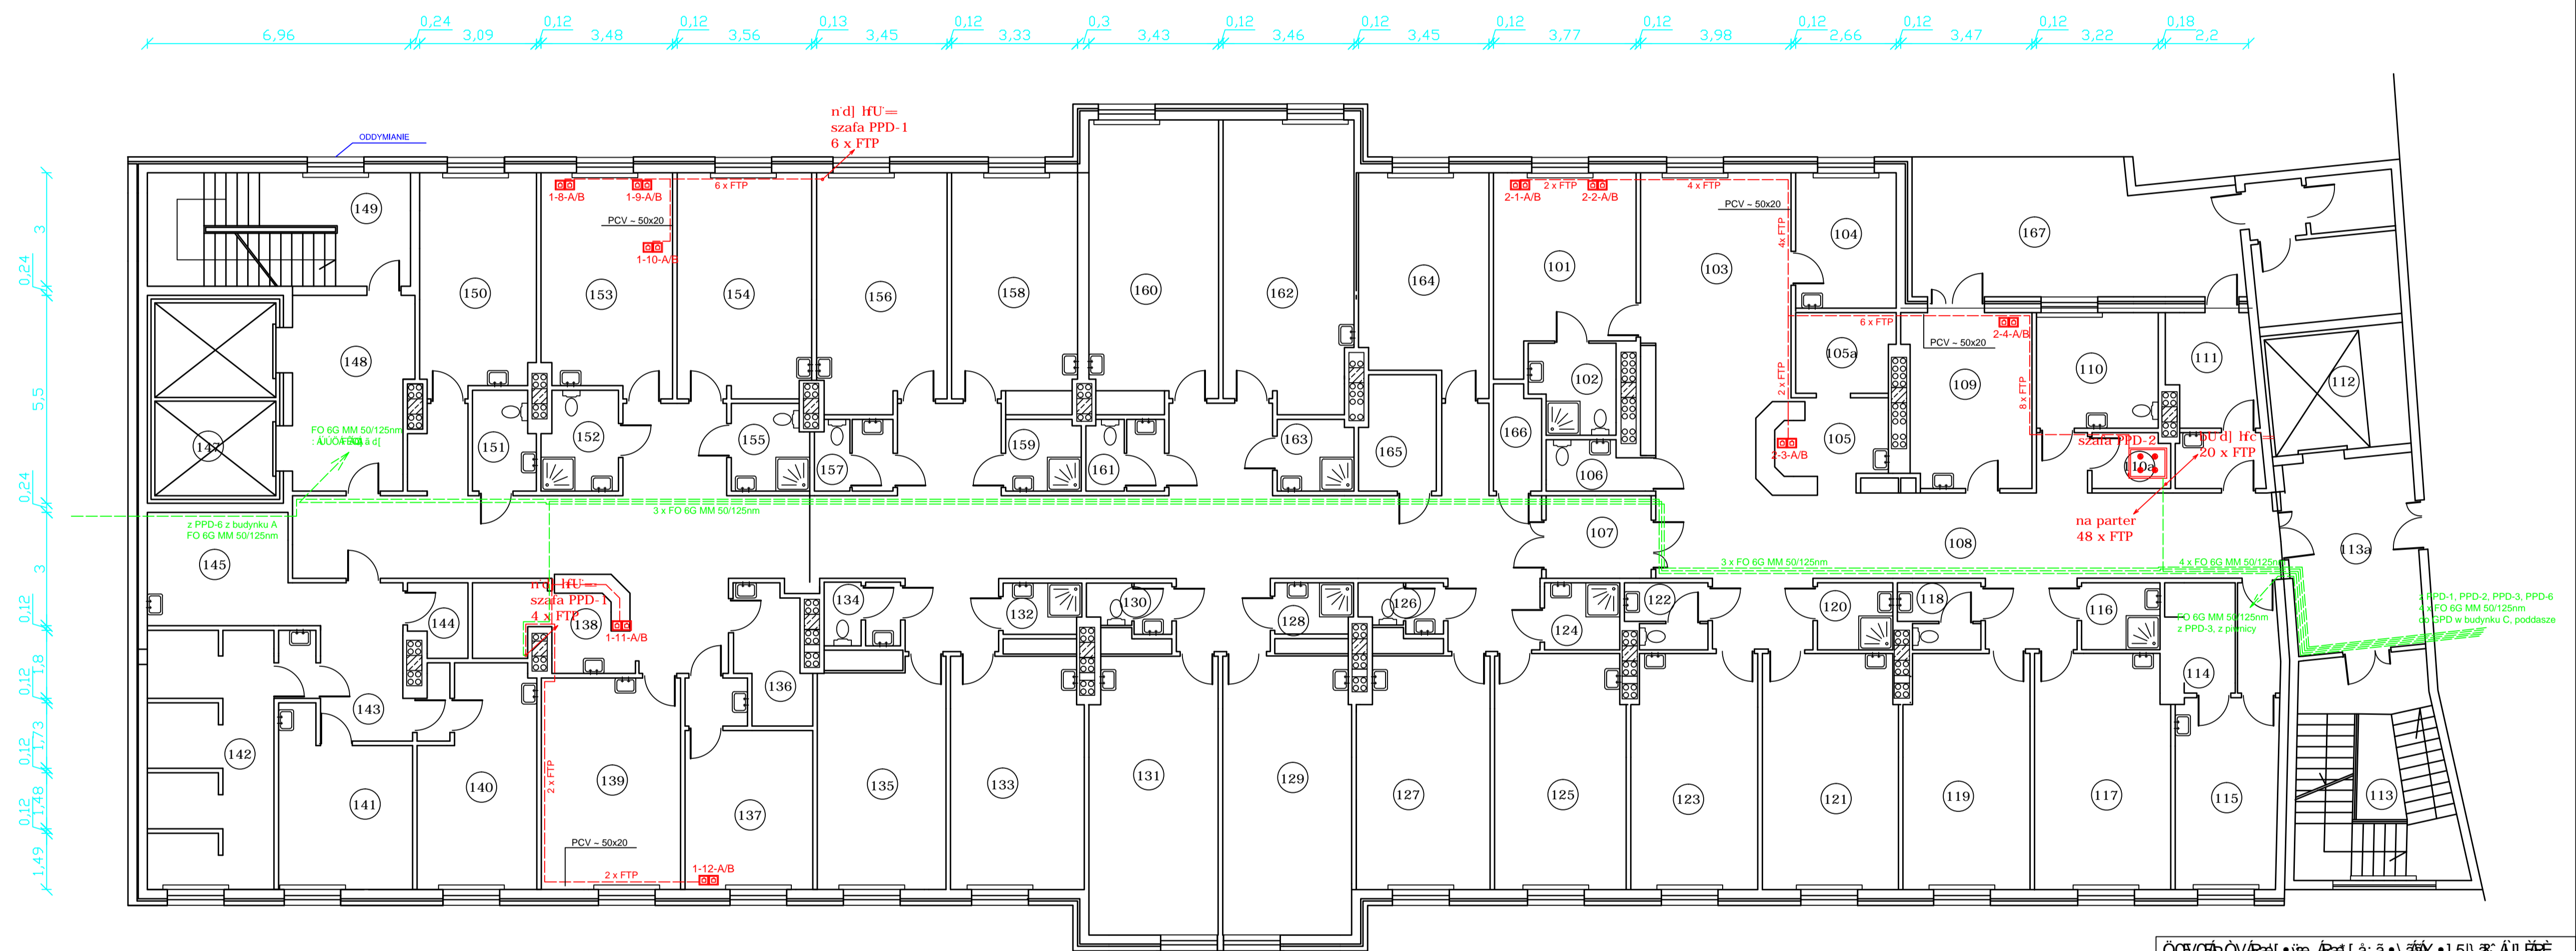 0,24 0,12 0,12 0,13 0,12 0,3 0,12 0,12 0,12 0,12 0,12 0,12 0,12 0,18
6,96 3,09 3,48 3,56 3,45 3,33 3,43 3,46 3,45 3,77 3,98 2,66 3,47 3,22 2,2
szafa PPD-1
6 x FTP
ODDYMIANIE
6 x FTP
1-8-A/B
1-9-A/B
PCV ~ 50x20
1-10-A/B
2-1-A/B
2 x FTP
2-2-A/B
4 x FTP
PCV ~ 50x20
4x FTP
3
0,24
5,5
0,24
3
0,12
1,8
0,12
1,73
0,12
1,48
0,12
1,49
149
150
153
154
156
158
160
162
164
101
103
104
167
6 x FTP
2-4-A/B
PCV ~ 50x20
148
105a
109
110
111
112
102
2 x FTP
8 x FTP
147
FO 6G MM 50/125nm
151
152
155
157
159
161
163
165
166
106
105
2-3-A/B
szafa PPD-2
20 x FTP
110a
z PPD-6 z budynku A
FO 6G MM 50/125nm
3 x FO 6G MM 50/125nm
na parter
48 x FTP
107
108
113a
3 x FO 6G MM 50/125nm
4 x FO 6G MM 50/125nm
145
szafa PPD-1
4 x FTP
144
138
1-11-A/B
134
132
130
128
126
124
122
120
118
116
FO 6G MM 50/125nm
z PPD-3, z piwnicy
z PPD-1, PPD-2, PPD-3, PPD-6
4 x FO 6G MM 50/125nm
do GPD w budynku C, poddasze
136
114
143
142
141
140
139
2 x FTP
137
135
133
131
129
127
125
123
121
119
117
115
113
PCV ~ 50x20
2 x FTP
1-12-A/B